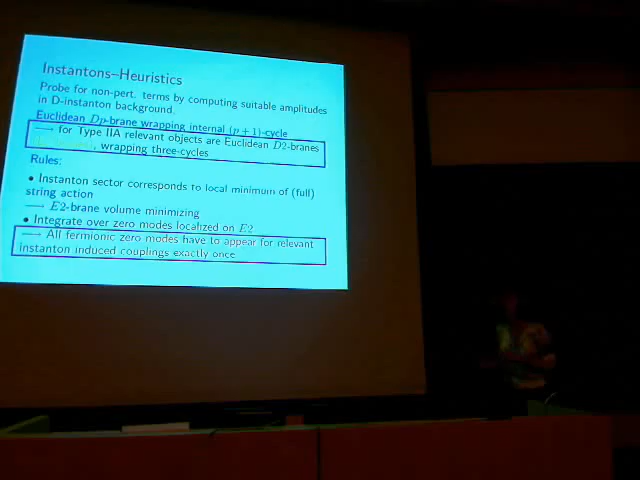 Instantons–Heuristics
Probe for non-pert. terms by computing suitable amplitudes
in D-instanton background.
Euclidean Dp-brane wrapping internal (p+1)-cycle
⟶ for Type IIA relevant objects are Euclidean D2-branes
, wrapping three-cycles
Rules:
• Instanton sector corresponds to local minimum of (full)
string action
⟶ E2-brane volume minimizing
• Integrate over zero modes localized on E2
⟶ All fermionic zero modes have to appear for relevant
instanton induced couplings exactly once